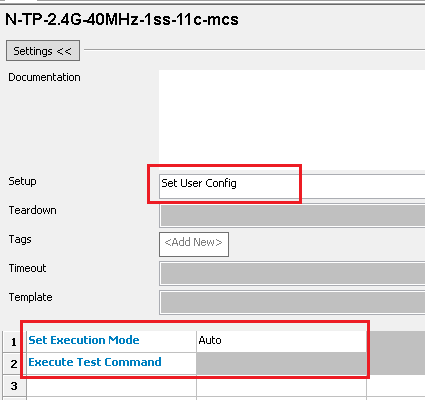 N-TP-2.4G-40MHz-1ss-11c-mcs
Settings <<
Documentation
Setup
Set User Config
Teardown
Tags
<Add New>
Timeout
Template
1 Set Execution Mode Auto
2 Execute Test Command
3